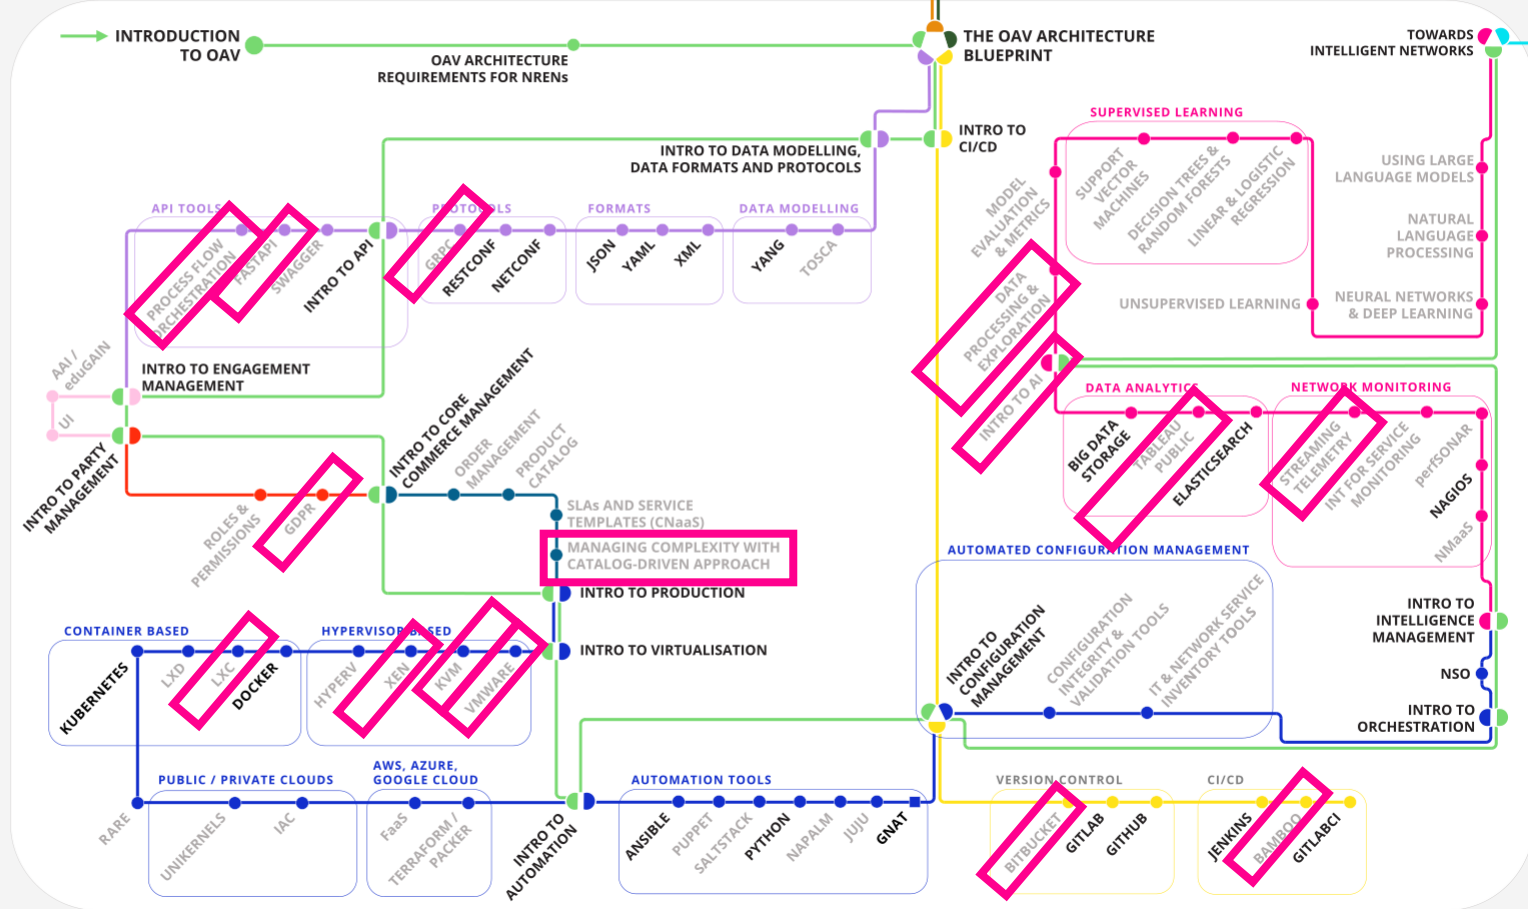 INTRODUCTION
TO OAV
OAV ARCHITECTURE
REQUIREMENTS FOR NRENs
THE OAV ARCHITECTURE
BLUEPRINT
TOWARDS
INTELLIGENT NETWORKS
INTRO TO
CI/CD
INTRO TO DATA MODELLING,
DATA FORMATS AND PROTOCOLS
SUPERVISED LEARNING
SUPPORT
VECTOR
MACHINES
DECISION TREES &
RANDOM FORESTS
LINEAR & LOGISTIC
REGRESSION
MODEL
EVALUATION
& METRICS
USING LARGE
LANGUAGE MODELS
NATURAL
LANGUAGE
PROCESSING
NEURAL NETWORKS
& DEEP LEARNING
UNSUPERVISED LEARNING
DATA
PROCESSING &
EXPLORATION
INTRO TO AI
API TOOLS
PROCESS FLOW
ORCHESTRATION
FASTAPI
SWAGGER
INTRO TO API
PROTOCOLS
GRPC
RESTCONF
NETCONF
FORMATS
JSON
YAML
XML
DATA MODELLING
YANG
TOSCA
AAI /
eduGAIN
UI
INTRO TO ENGAGEMENT
MANAGEMENT
INTRO TO PARTY
MANAGEMENT
ROLES &
PERMISSIONS
GDPR
INTRO TO CORE
COMMERCE MANAGEMENT
ORDER
MANAGEMENT
PRODUCT
CATALOG
SLAs AND SERVICE
TEMPLATES (CNaaS)
MANAGING COMPLEXITY WITH
CATALOG-DRIVEN APPROACH
INTRO TO PRODUCTION
INTRO TO VIRTUALISATION
DATA ANALYTICS
BIG DATA
STORAGE
TABLEAU
PUBLIC
ELASTICSEARCH
NETWORK MONITORING
STREAMING
TELEMETRY
INT FOR SERVICE
MONITORING
perfSONAR
NAGIOS
NMaaS
AUTOMATED CONFIGURATION MANAGEMENT
INTRO TO
CONFIGURATION
MANAGEMENT
CONFIGURATION
INTEGRITY &
VALIDATION TOOLS
IT & NETWORK SERVICE
INVENTORY TOOLS
INTRO TO
INTELLIGENCE
MANAGEMENT
NSO
INTRO TO
ORCHESTRATION
CONTAINER BASED
KUBERNETES
LXD
LXC
DOCKER
HYPERVISOR BASED
HYPERV
XEN
KVM
VMWARE
PUBLIC / PRIVATE CLOUDS
RARE
UNIKERNELS
IAC
AWS, AZURE,
GOOGLE CLOUD
FaaS
TERRAFORM /
PACKER
INTRO TO
AUTOMATION
AUTOMATION TOOLS
ANSIBLE
PUPPET
SALTSTACK
PYTHON
NAPALM
JUJU
GNAT
VERSION CONTROL
BITBUCKET
GITLAB
GITHUB
CI/CD
JENKINS
BAMBOO
GITLABCI